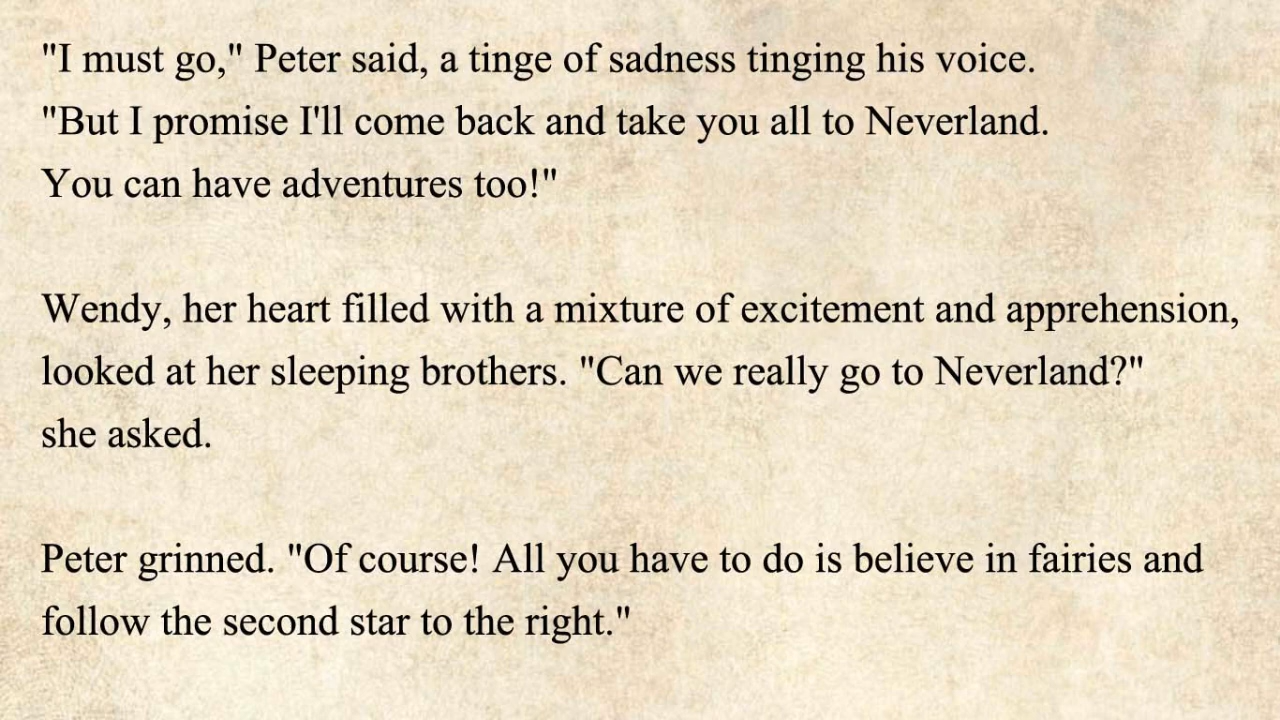 "I must go," Peter said, a tinge of sadness tinging his voice.
"But I promise I'll come back and take you all to Neverland.
You can have adventures too!"
Wendy, her heart filled with a mixture of excitement and apprehension,
looked at her sleeping brothers. "Can we really go to Neverland?"
she asked.
Peter grinned. "Of course! All you have to do is believe in fairies and
follow the second star to the right."